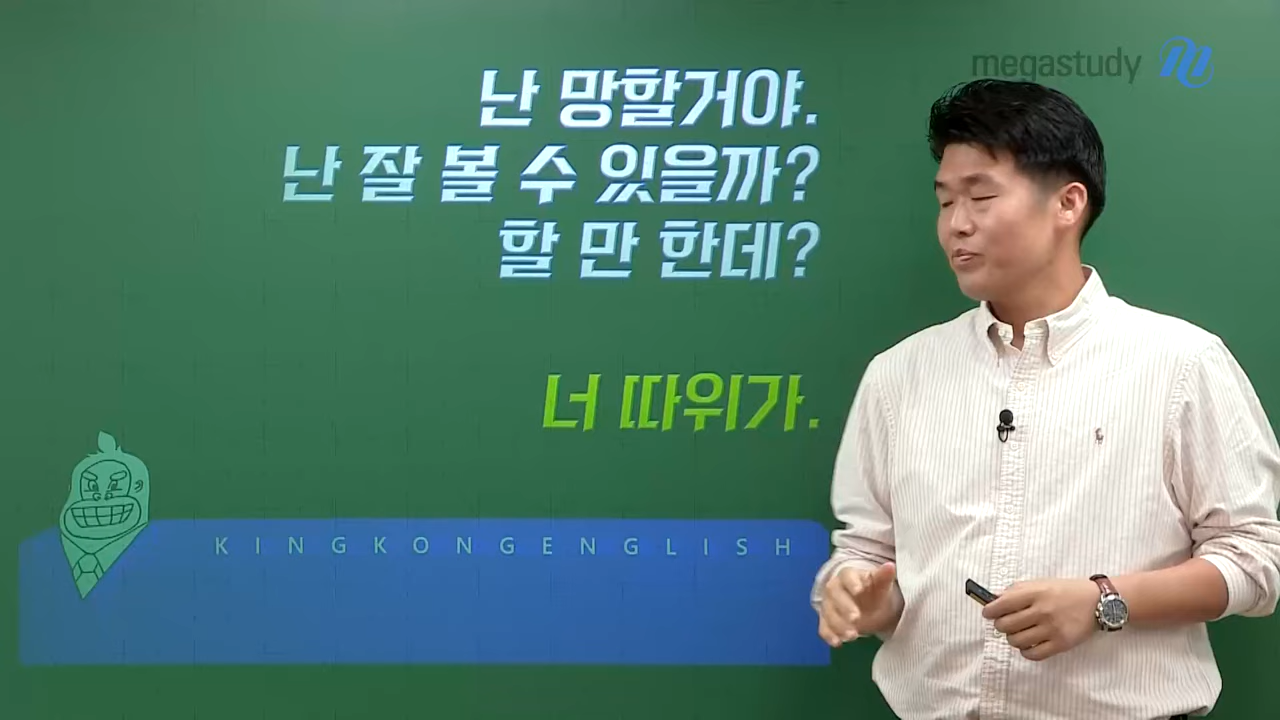 megastudy
난 망할거야.
난 잘 볼 수 있을까?
할 만 한데?
너 따위가.
KINGKONGENGLISH